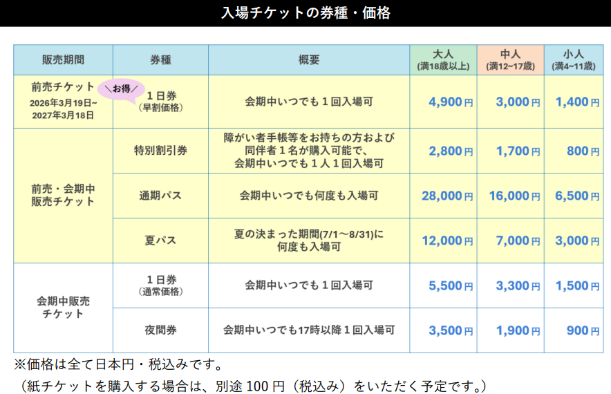 入場チケットの券種・価格
販売期間 券種 概要 大人 中人 小人
(満18歳以上) (満12~17歳) (満4~11歳)
前売チケット
2026年3月19日~
2027年3月18日
＼お得／
１日券
（早割価格）
会期中いつでも１回入場可
4,900円 3,000円 1,400円
前売・会期中
販売チケット
特別割引券
障がい者手帳等をお持ちの方および
同伴者１名が購入可能で、
会期中いつでも１人１回入場可
2,800円 1,700円 800円
通期パス 会期中いつでも何度も入場可 28,000円 16,000円 6,500円
夏パス
夏の決まった期間(7/1～8/31)に
何度も入場可
12,000円 7,000円 3,000円
会期中販売
チケット
１日券
（通常価格）
会期中いつでも１回入場可
5,500円 3,300円 1,500円
夜間券 会期中いつでも17時以降１回入場可 3,500円 1,900円 900円
※価格は全て日本円・税込みです。
（紙チケットを購入する場合は、別途 100 円（税込み）をいただく予定です。）